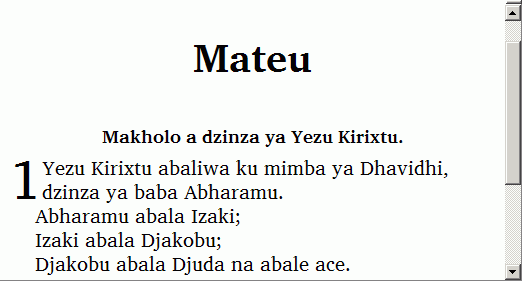 Mateu
Makholo a dzinza ya Yezu Kirixtu.
1 Yezu Kirixtu abaliwa ku mimba ya Dhavidhi,
dzinza ya baba Abharamu.
Abharamu abala Izaki;
Izaki abala Djakobu;
Djakobu abala Djuda na abale ace.